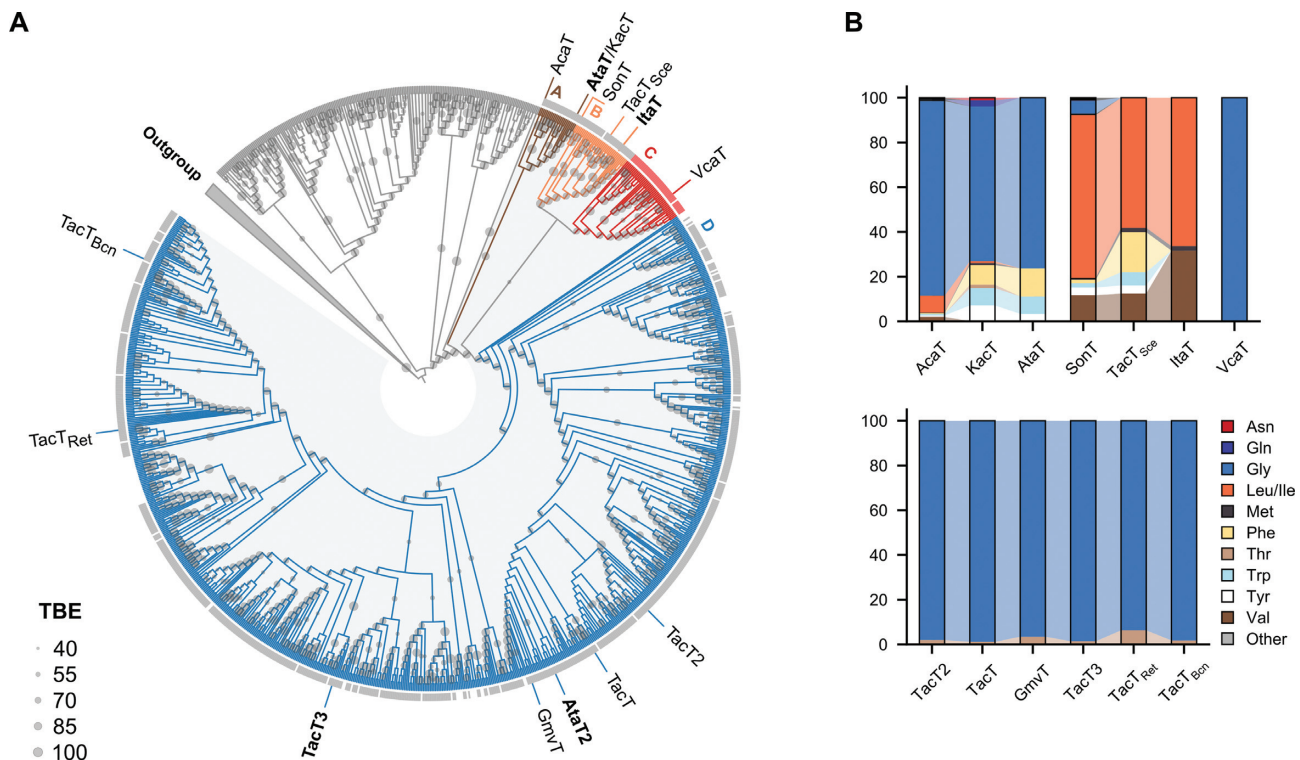 A
Outgroup
AcaT
AtaT/KacT
SonT
TacTSce
ItaT
VcaT
A
B
C
D
TacTBcn
TacTRet
TacT3
GmvT
AtaT2
TacT
TacT2
TBE
40
55
70
85
100
B
100
80
60
40
20
0
AcaT
KacT
AtaT
SonT
TacTSce
ItaT
VcaT
100
80
60
40
20
0
TacT2
TacT
GmvT
TacT3
TacTRet
TacTBcn
Asn
Gln
Gly
Leu/Ile
Met
Phe
Thr
Trp
Tyr
Val
Other